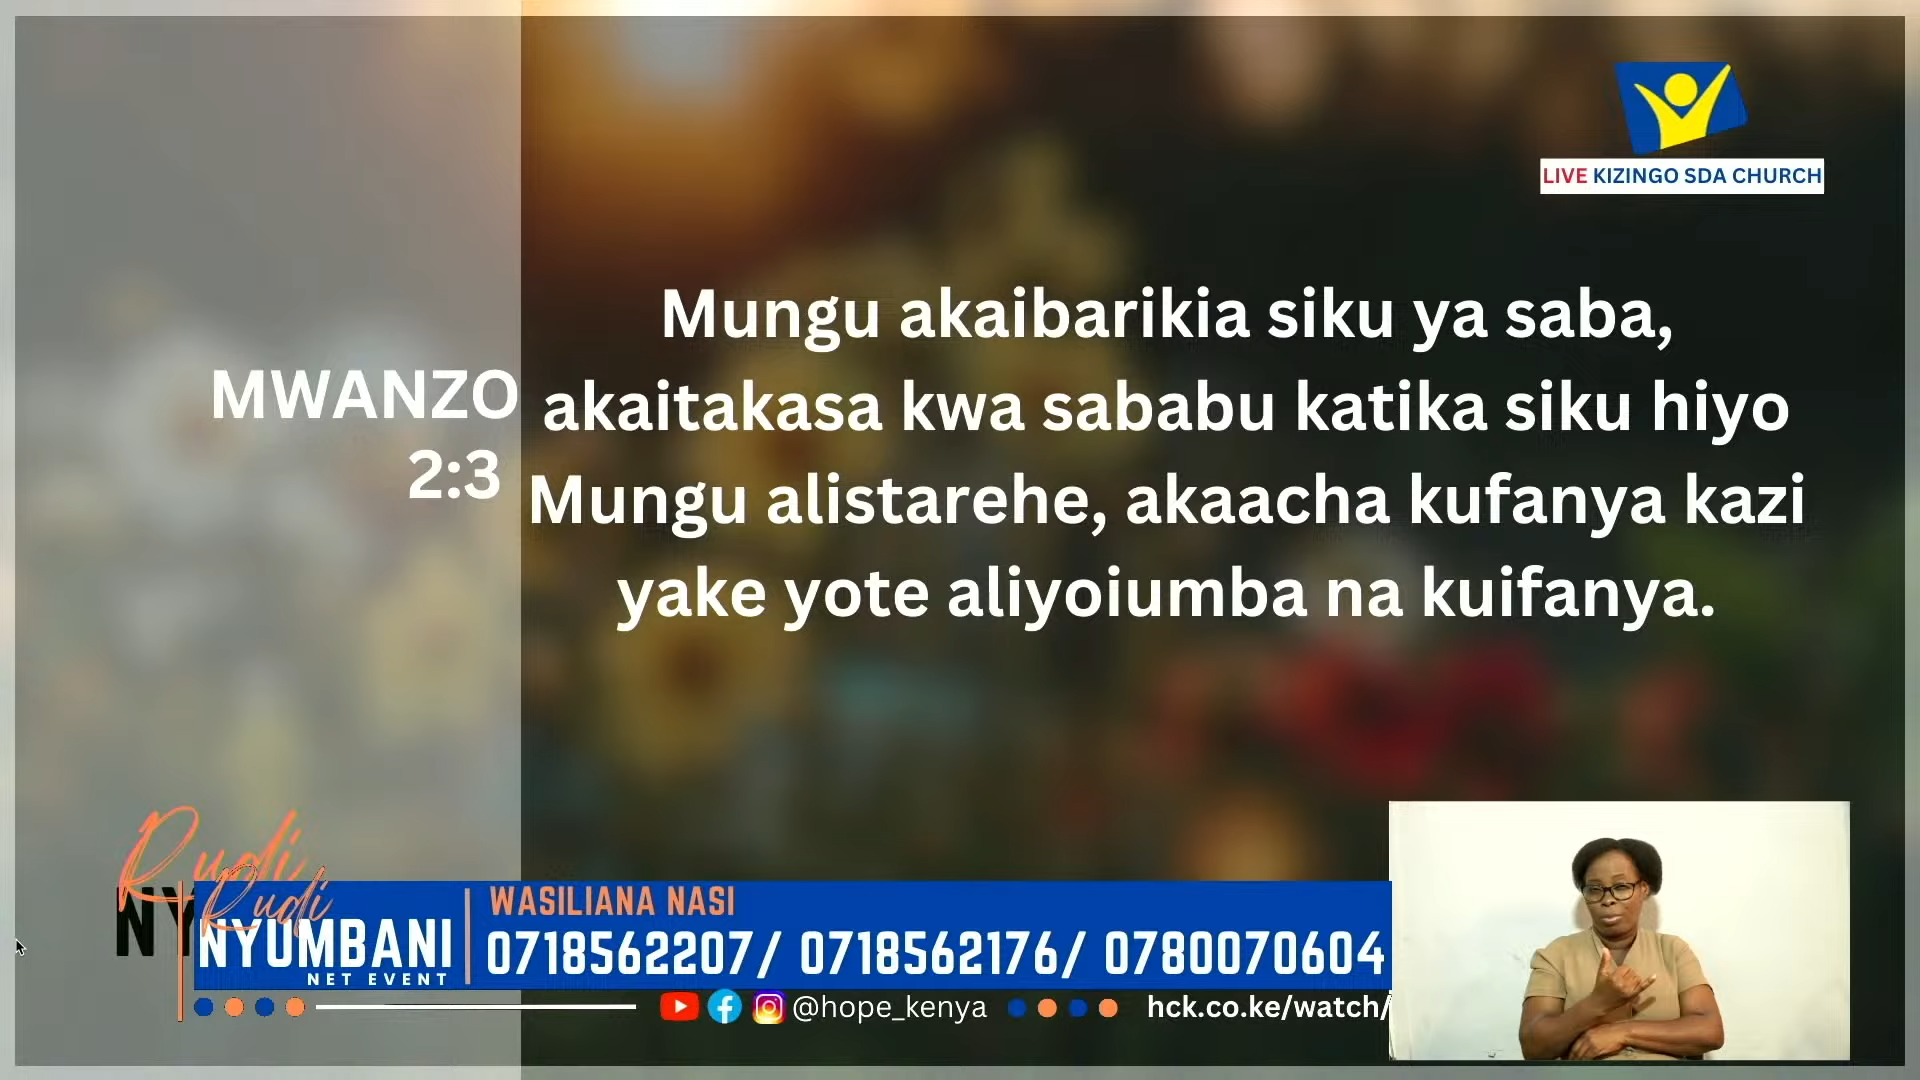 LIVE KIZINGO SDA CHURCH
MWANZO
2:3
Mungu akaibarikia siku ya saba,
akaitakasa kwa sababu katika siku hiyo
Mungu alistarehe, akaacha kufanya kazi
yake yote aliyoiumba na kuifanya.
Rudi
NY
Rudi
NYUMBANI
NET EVENT
WASILIANA NASI
0718562207/ 0718562176/ 0780070604
@hope_kenya
hck.co.ke/watch/